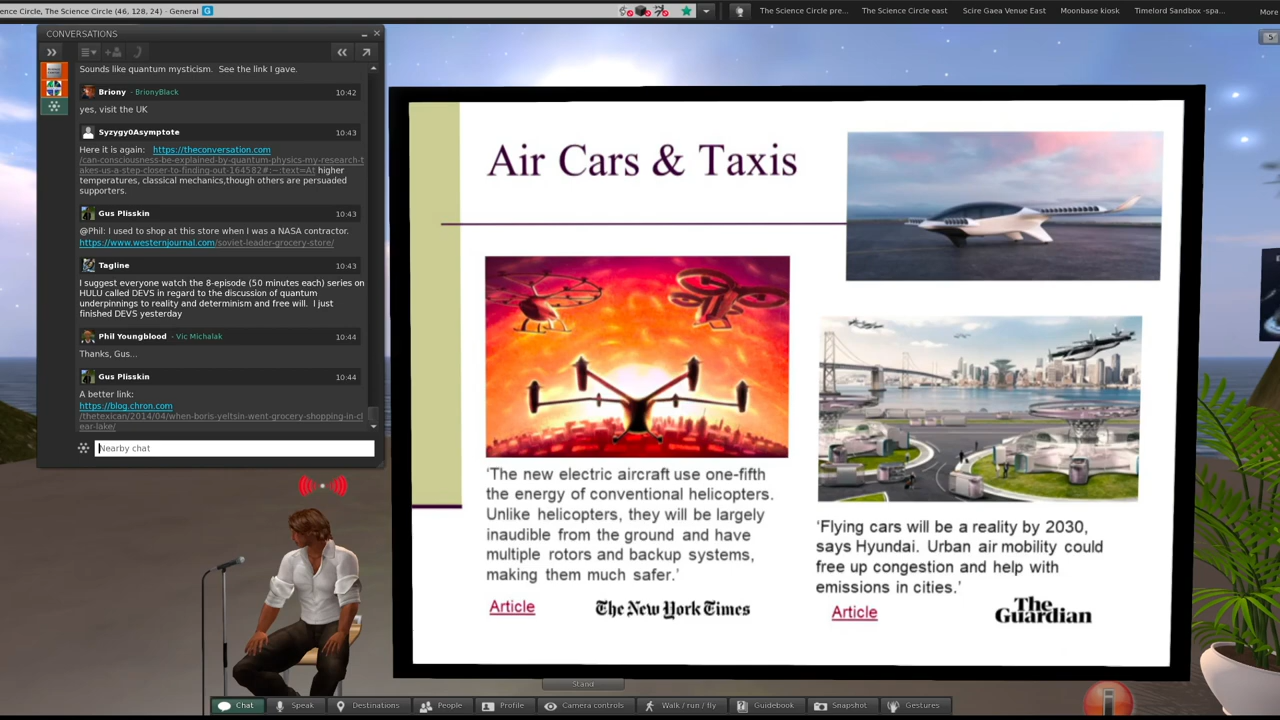 ence Circle, The Science Circle (46, 128, 24) - General G
The Science Circle pre...
The Science Circle east
Scire Gaea Venue East
Moonbase kiosk
Timelord Sandbox -spa...
More
CONVERSATIONS
Sounds like quantum mysticism.  See the link I gave.
Briony - BrionyBlack 10:42
yes, visit the UK
Syzygy0Asymptote 10:43
Here it is again:  https://theconversation.com
/can-consciousness-be-explained-by-quantum-physics-my-research-t
akes-us-a-step-closer-to-finding-out-164582#:~:text=At higher
temperatures, classical mechanics,though others are persuaded
supporters.
Gus Plisskin 10:43
@Phil: I used to shop at this store when I was a NASA contractor.
https://www.westernjournal.com/soviet-leader-grocery-store/
Tagline 10:43
I suggest everyone watch the 8-episode (50 minutes each) series on
HULU called DEVS in regard to the discussion of quantum
underpinnings to reality and determinism and free will.  I just
finished DEVS yesterday
Phil Youngblood - Vic Michalak 10:44
Thanks, Gus...
Gus Plisskin 10:44
A better link:
https://blog.chron.com
/thetexican/2014/04/when-boris-yeltsin-went-grocery-shopping-in-cl
ear-lake/
Nearby chat
Air Cars & Taxis
‘The new electric aircraft use one-fifth
the energy of conventional helicopters.
Unlike helicopters, they will be largely
inaudible from the ground and have
multiple rotors and backup systems,
making them much safer.’
Article
The New York Times
‘Flying cars will be a reality by 2030,
says Hyundai. Urban air mobility could
free up congestion and help with
emissions in cities.’
Article
The
Guardian
Stand
Chat
Speak
Destinations
People
Profile
Camera controls
Walk / run / fly
Guidebook
Snapshot
Gestures